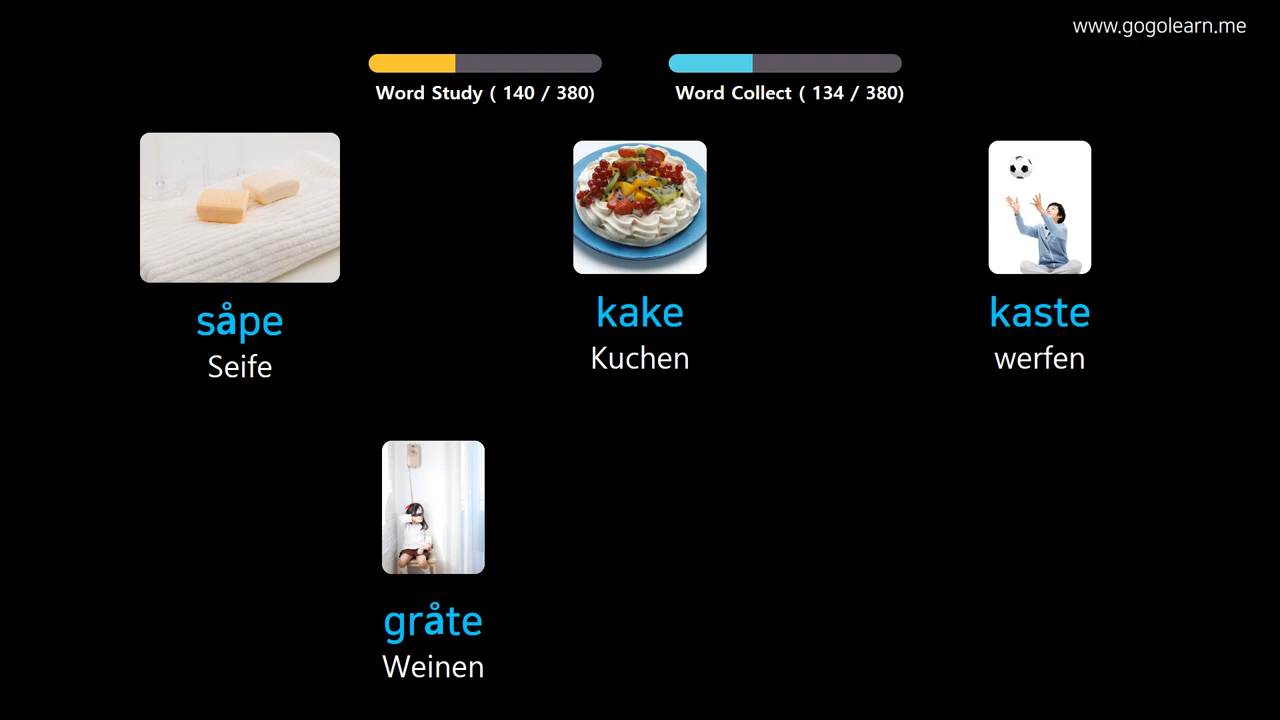 www.gogolearn.me
Word Study ( 140 / 380)
Word Collect ( 134 / 380)
såpe
Seife
kake
Kuchen
kaste
werfen
gråte
Weinen